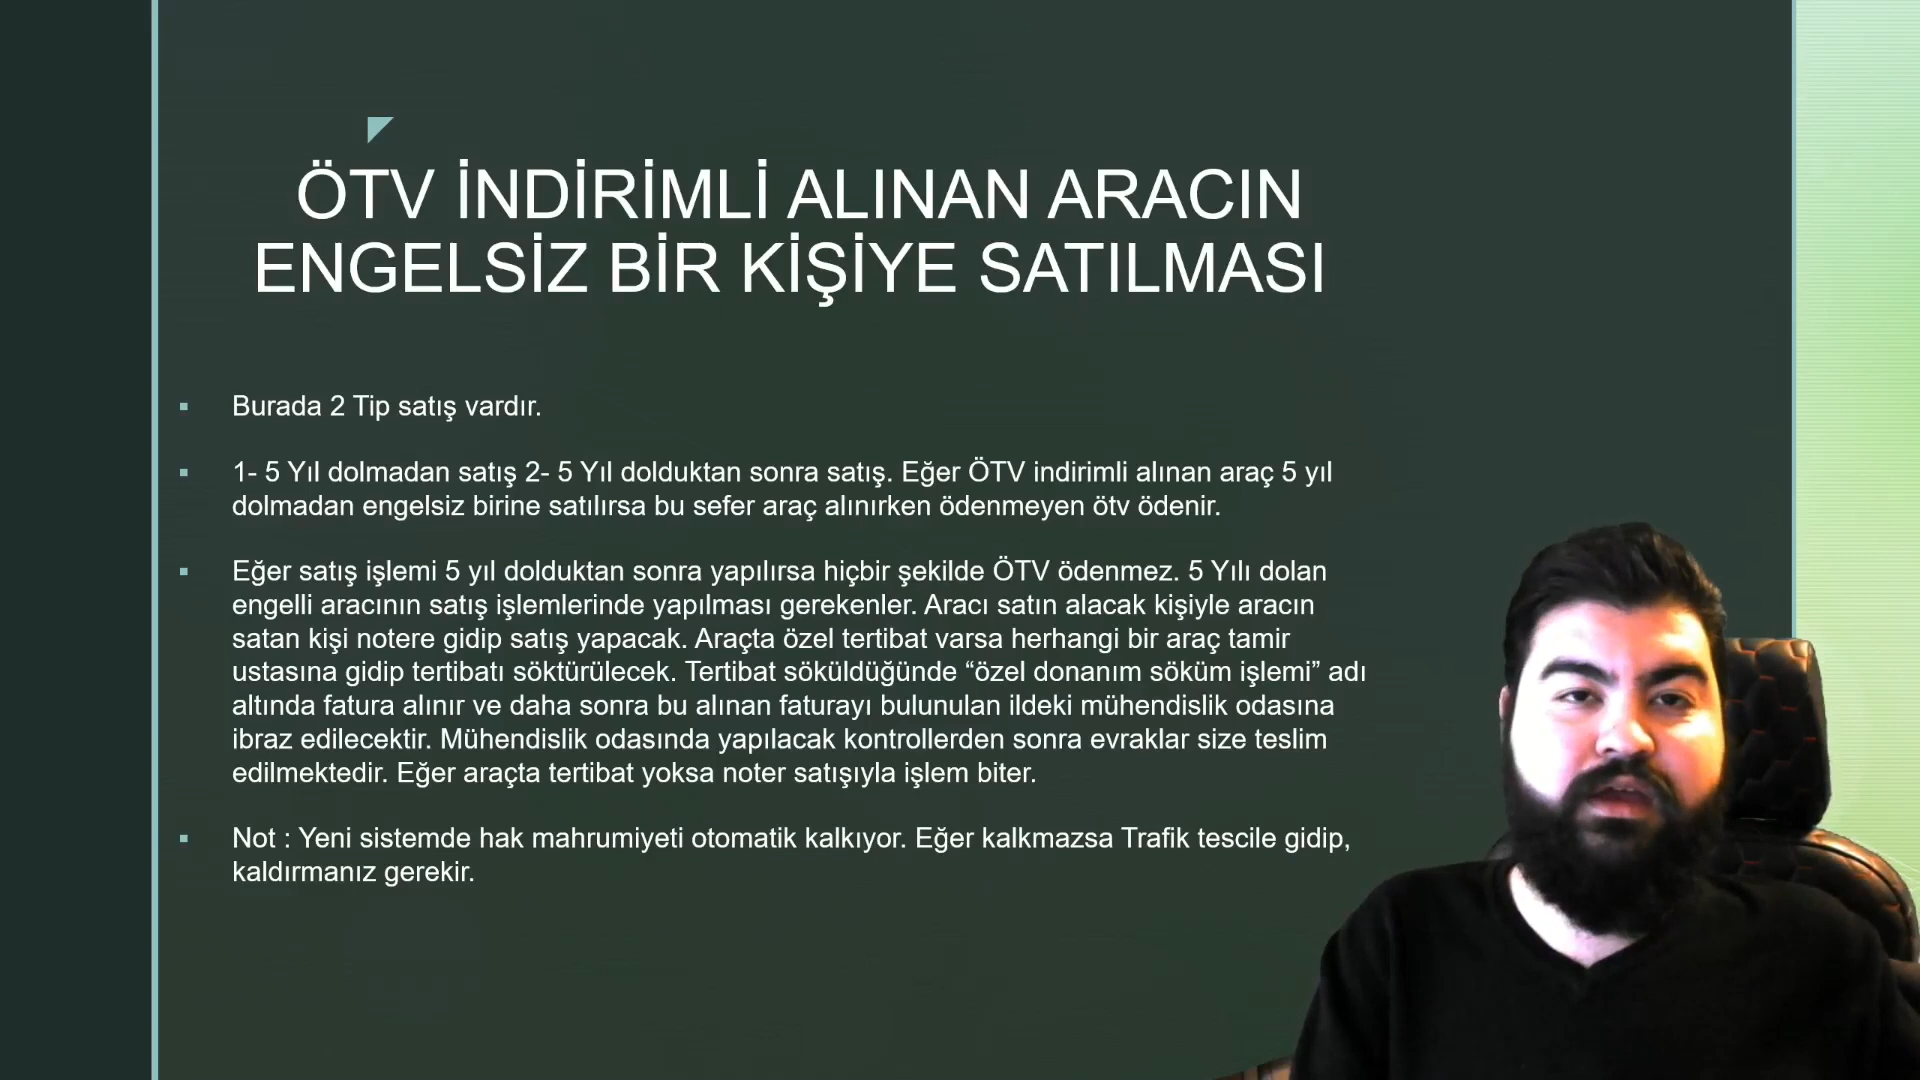 ÖTV İNDİRİMLİ ALINAN ARACIN
ENGELSİZ BİR KİŞİYE SATILMASI
Burada 2 Tip satış vardır.
1- 5 Yıl dolmadan satış 2- 5 Yıl dolduktan sonra satış. Eğer ÖTV indirimli alınan araç 5 yıl
dolmadan engelsiz birine satılırsa bu sefer araç alınırken ödenmeyen ötv ödenir.
Eğer satış işlemi 5 yıl dolduktan sonra yapılırsa hiçbir şekilde ÖTV ödenmez. 5 Yılı dolan
engelli aracının satış işlemlerinde yapılması gerekenler. Aracı satın alacak kişiyle aracın
satan kişi notere gidip satış yapacak. Araçta özel tertibat varsa herhangi bir araç tamir
ustasına gidip tertibatı söktürülecek. Tertibat söküldüğünde “özel donanım söküm işlemi” adı
altında fatura alınır ve daha sonra bu alınan faturayı bulunulan ildeki mühendislik odasına
ibraz edilecektir. Mühendislik odasında yapılacak kontrollerden sonra evraklar size teslim
edilmektedir. Eğer araçta tertibat yoksa noter satışıyla işlem biter.
Not : Yeni sistemde hak mahrumiyeti otomatik kalkıyor. Eğer kalkmazsa Trafik tescile gidip,
kaldırmanız gerekir.